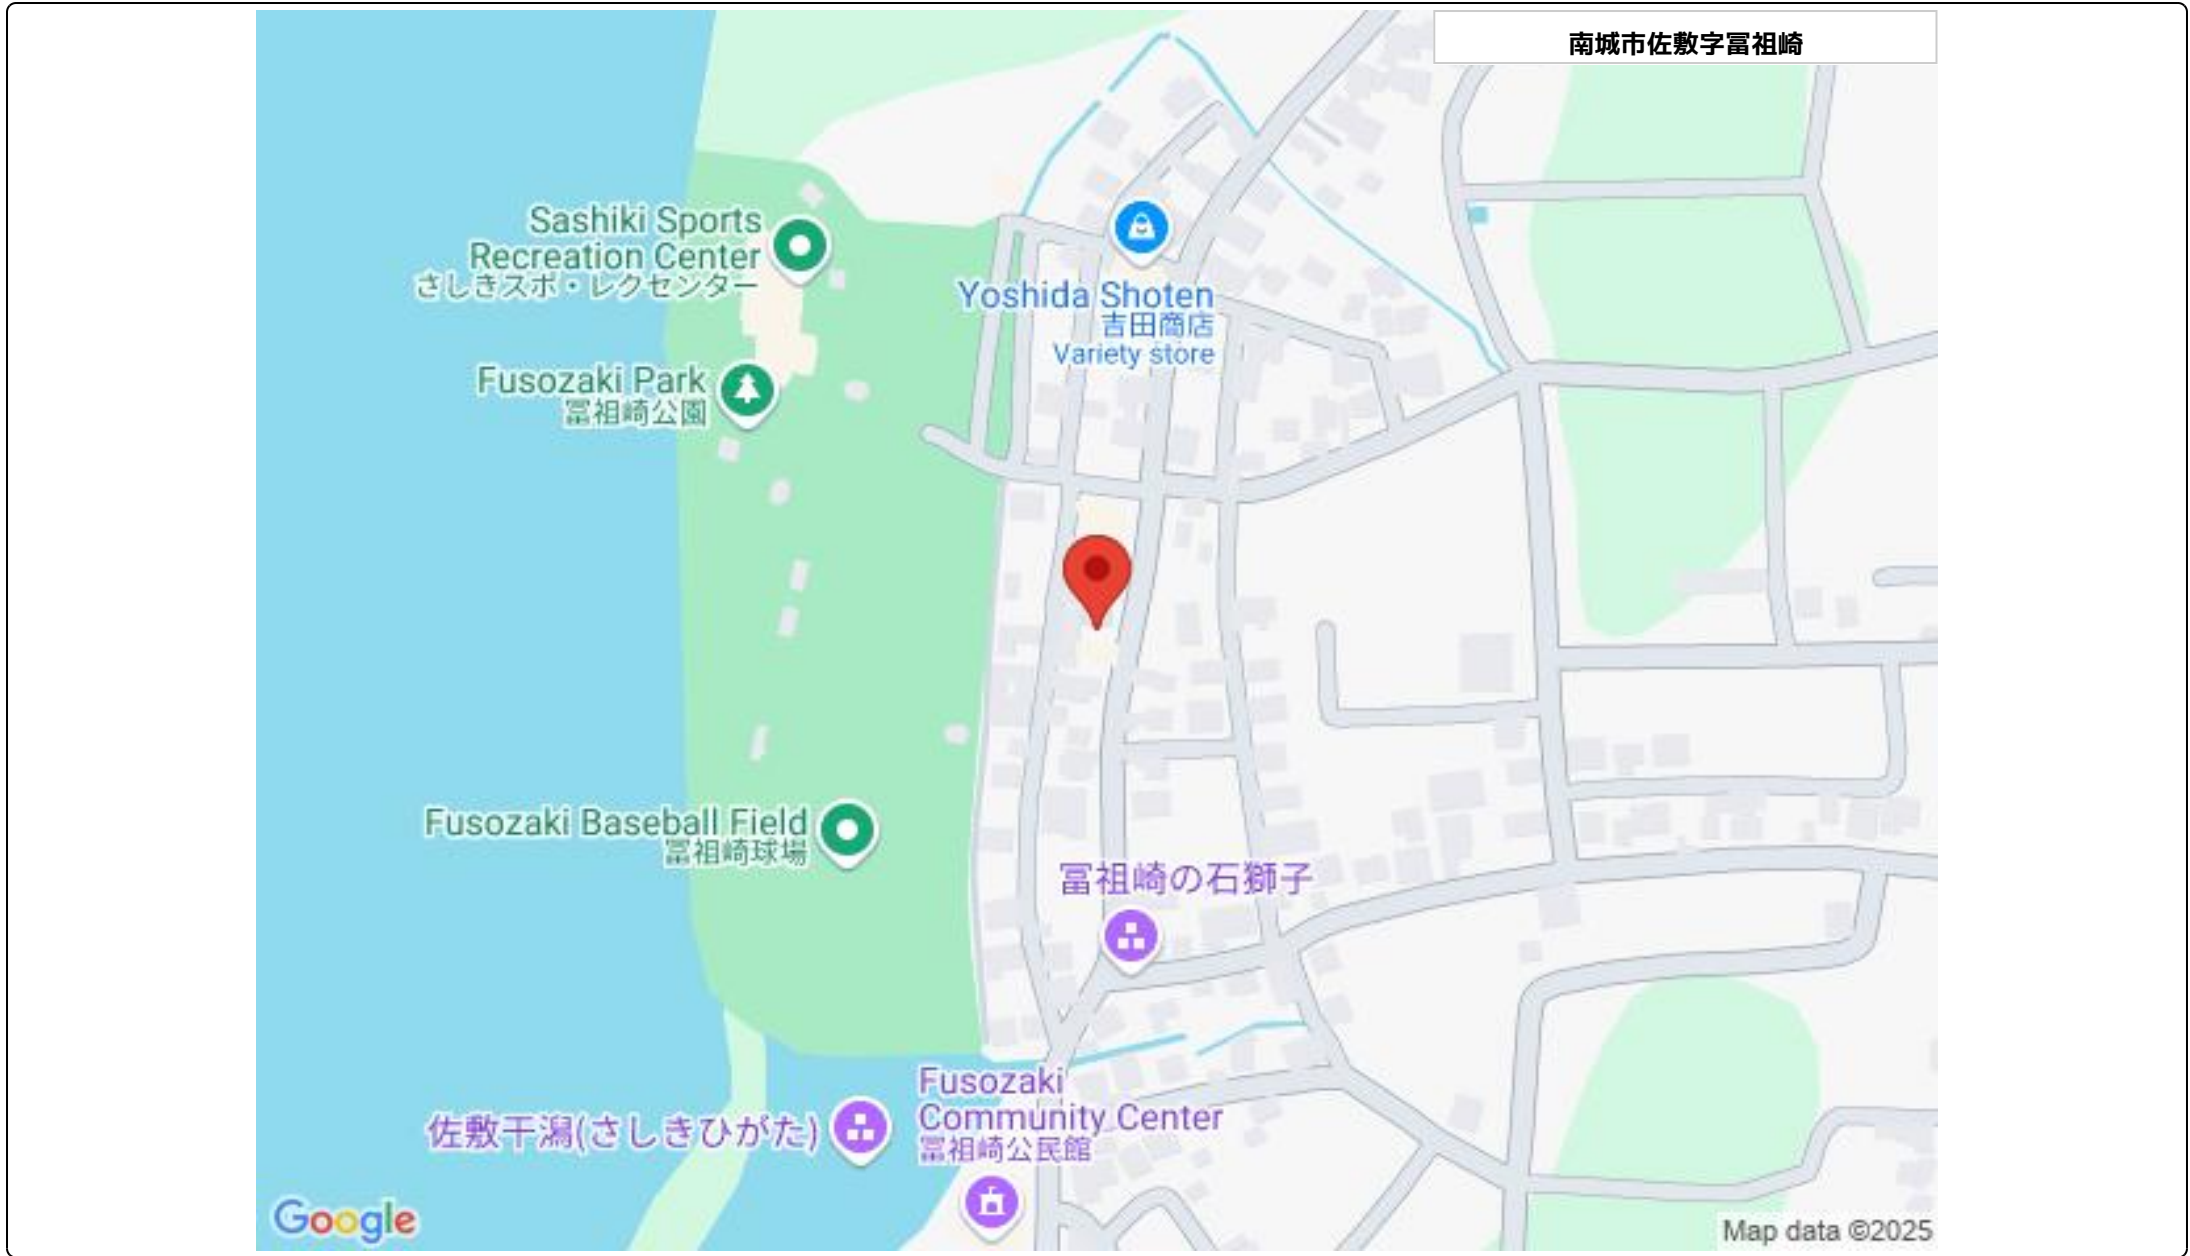 南城市佐敷字冨祖崎
Sashiki Sports
Recreation Center
さしきスポ・レクセンター
Yoshida Shoten
吉田商店
Variety store
Fusozaki Park
冨祖崎公園
Fusozaki Baseball Field
冨祖崎球場
冨祖崎の石獅子
Fusozaki
Community Center
冨祖崎公民館
佐敷干潟(さしきひがた)
Google
Map data ©2025